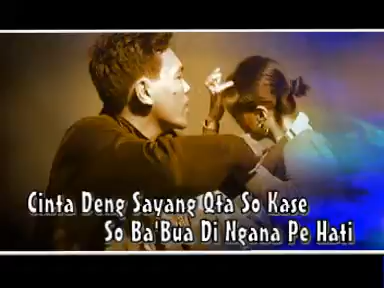 Cinta Deng Sayang Qta So Kase
So Ba'Bua Di Ngana Pe Hati